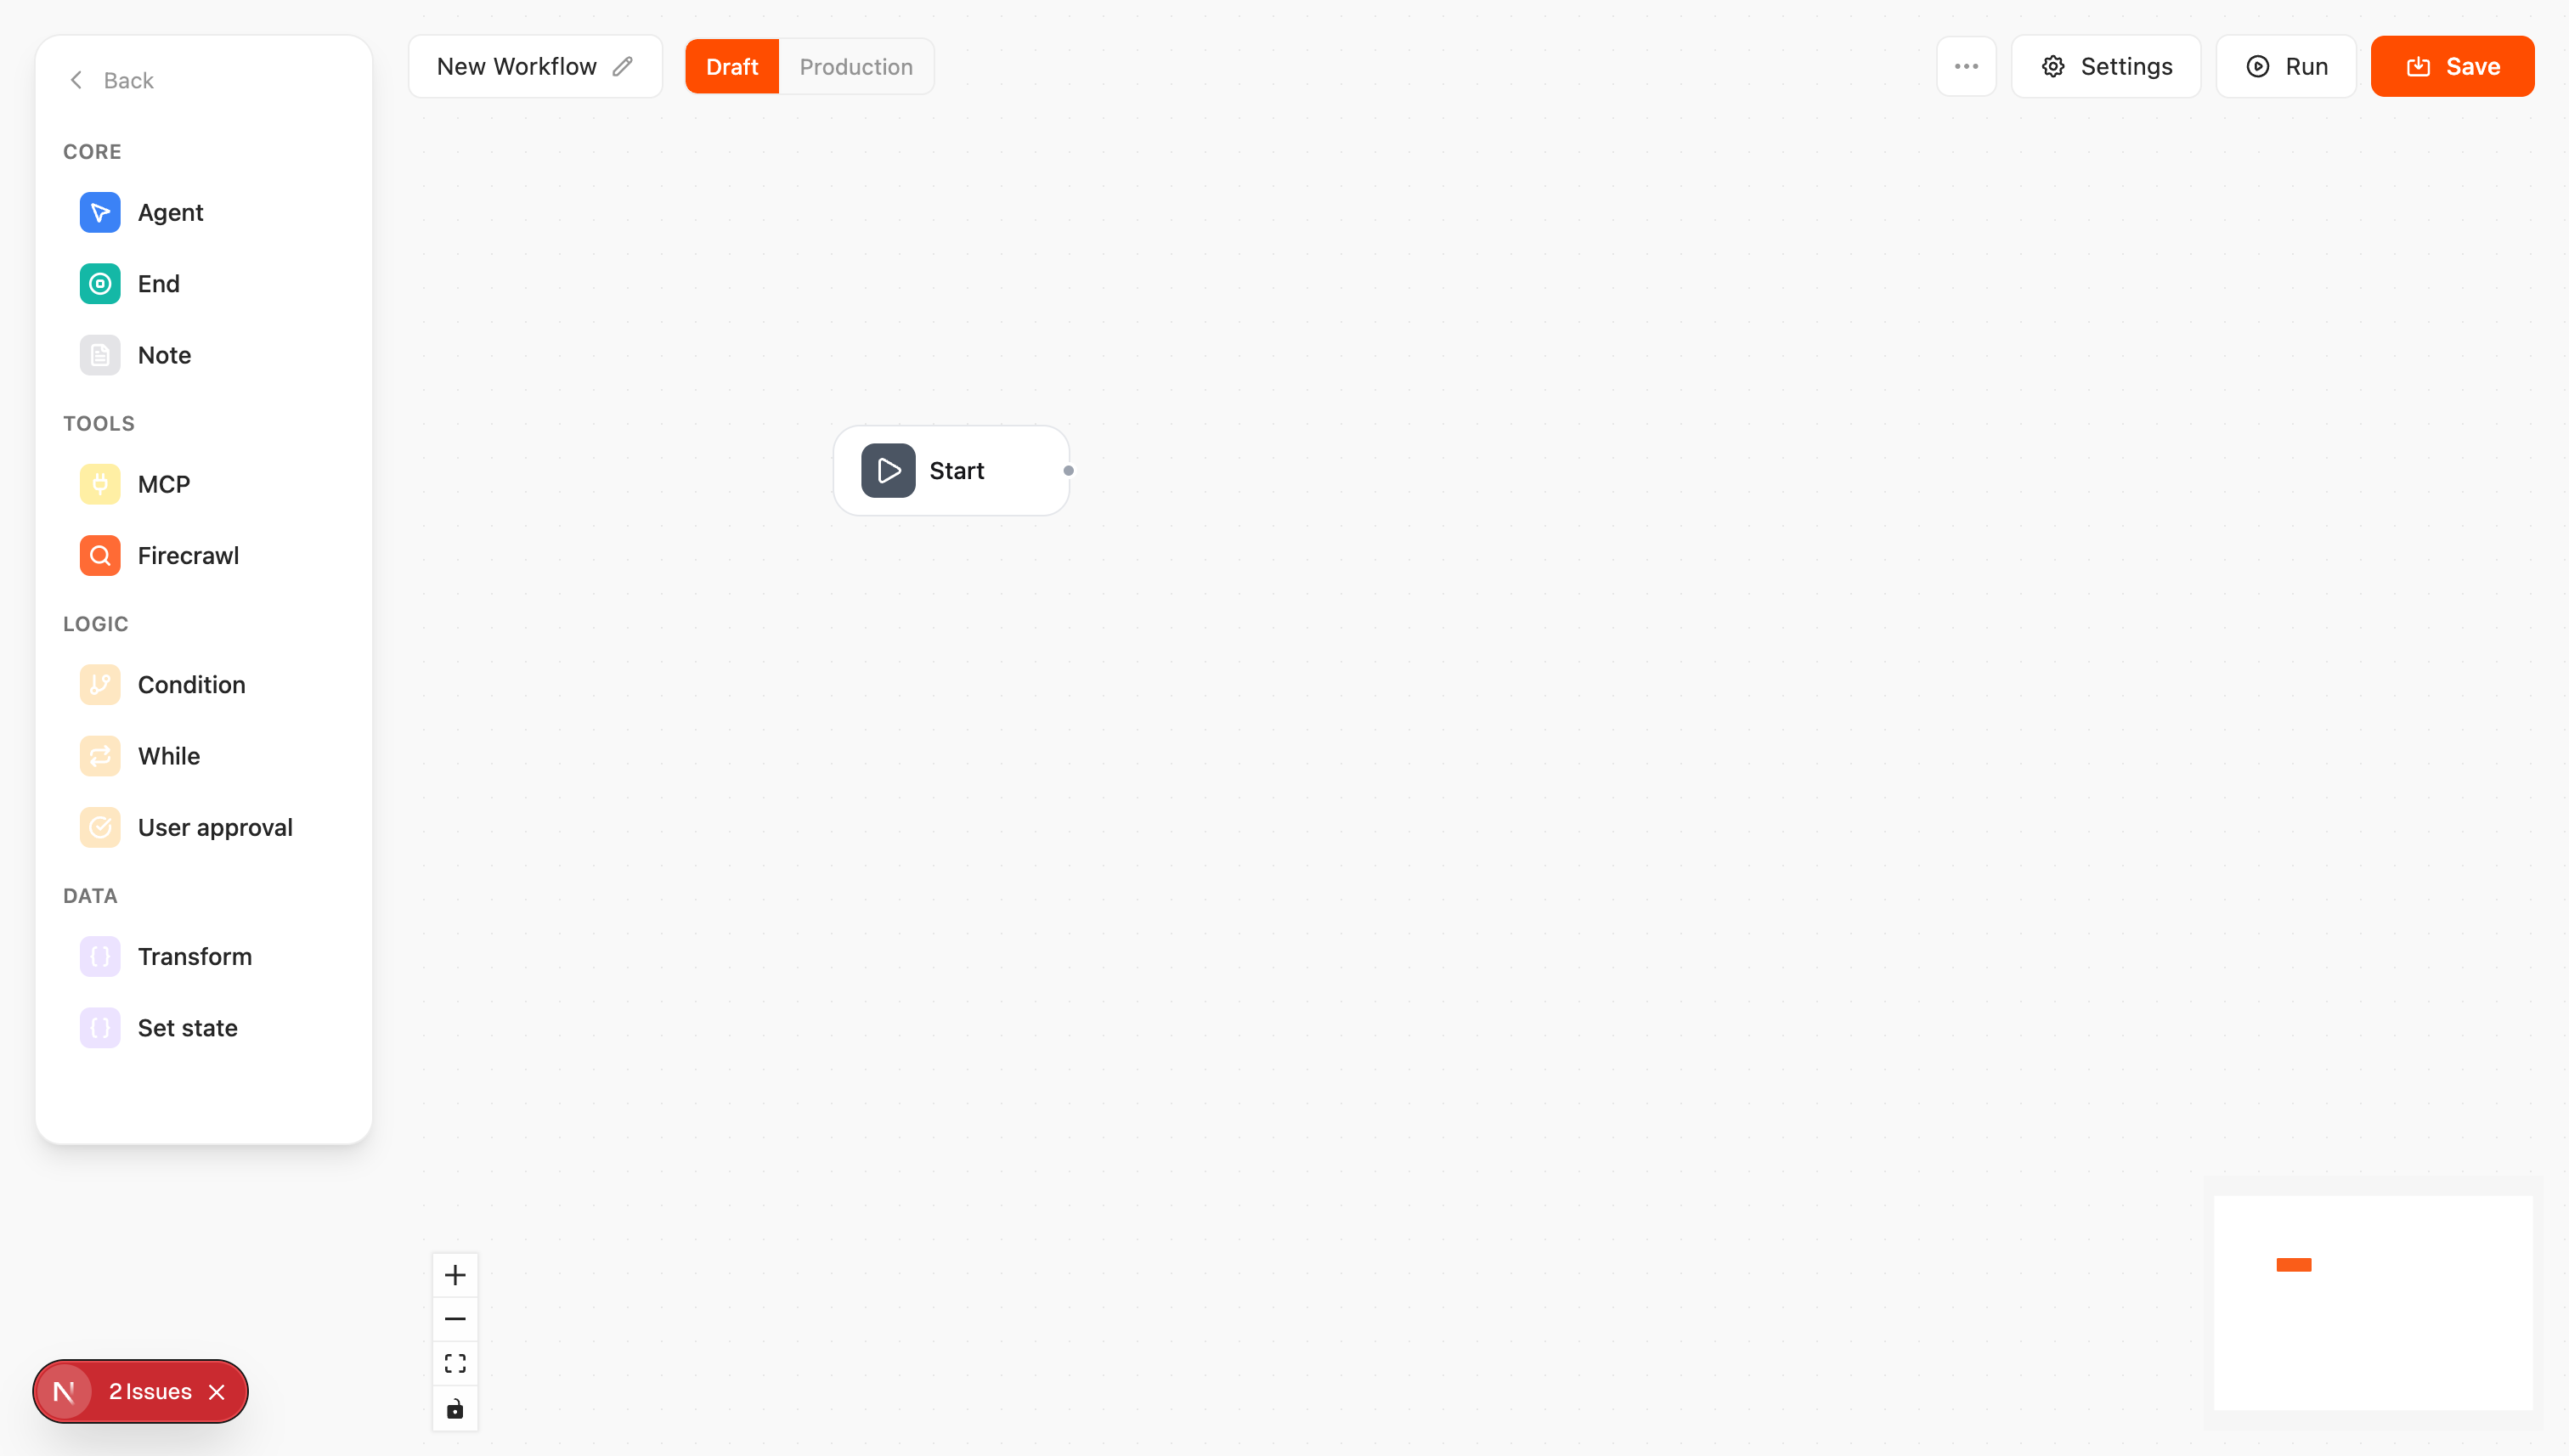 Back
CORE
Agent
End
Note
TOOLS
MCP
Firecrawl
LOGIC
Condition
While
User approval
DATA
Transform
Set state
New Workflow
Draft
Production
Settings
Run
Save
Start
N 2 Issues